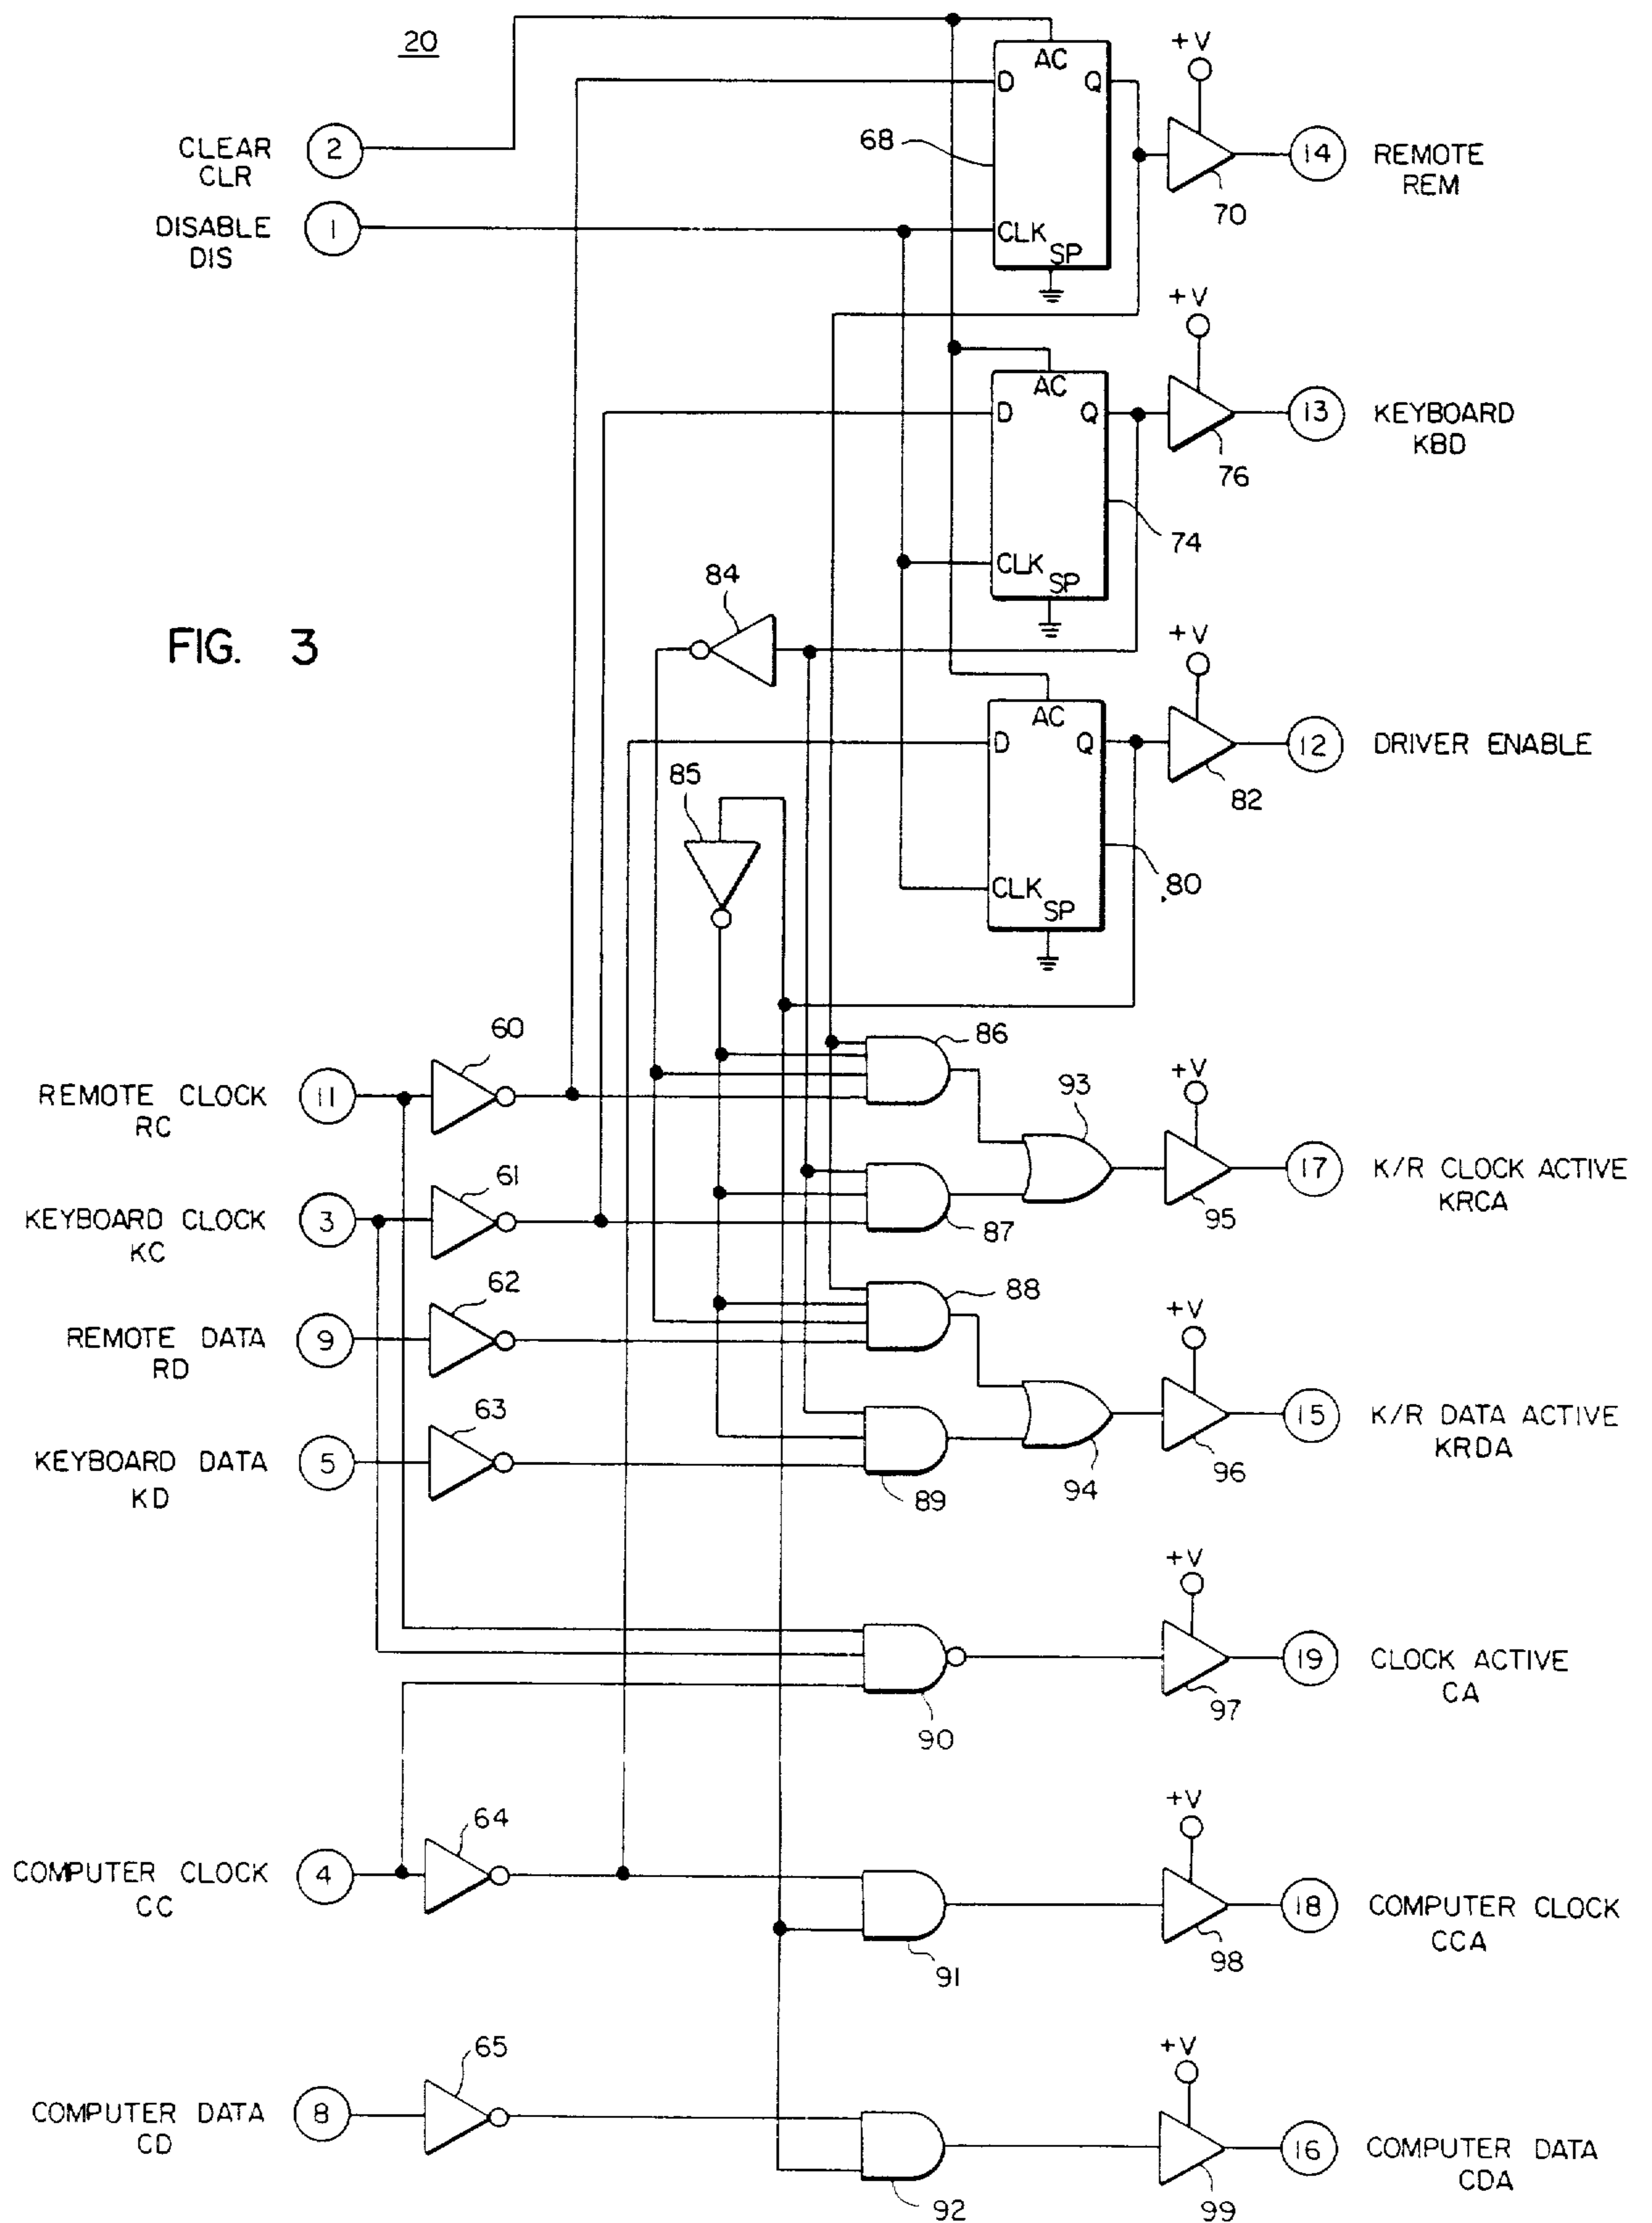 20
AC
D
Q
+V
CLEAR
CLR
2
68
70
14
REMOTE
REM
DISABLE
DIS
1
CLK
SP
+V
AC
D
Q
13
KEYBOARD
KBD
76
74
CLK
SP
84
FIG. 3
+V
AC
D
Q
12
DRIVER ENABLE
82
85
80
CLK
SP
60
86
REMOTE CLOCK
RC
11
93
+V
61
KEYBOARD CLOCK
KC
3
87
95
17
K/R CLOCK ACTIVE
KRCA
62
88
+V
REMOTE DATA
RD
9
63
KEYBOARD DATA
KD
5
89
94
96
15
K/R DATA ACTIVE
KRDA
+V
90
97
19
CLOCK ACTIVE
CA
64
+V
COMPUTER CLOCK
CC
4
91
98
18
COMPUTER CLOCK
CCA
65
+V
COMPUTER DATA
CD
8
92
99
16
COMPUTER DATA
CDA